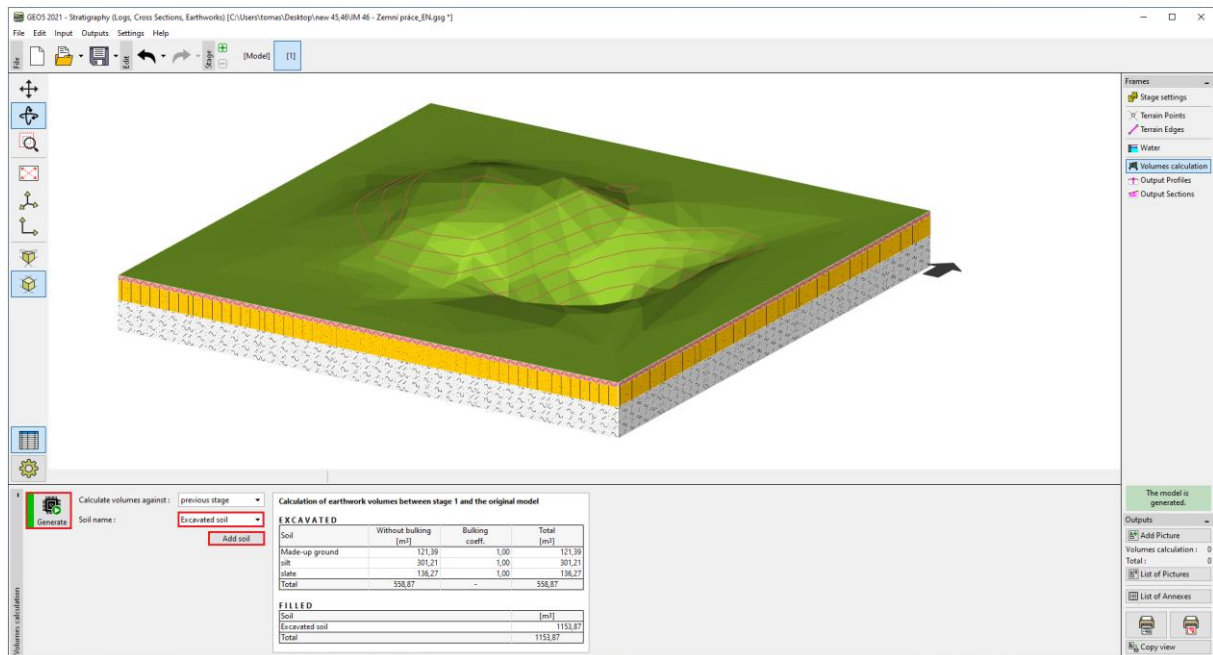 GEO5 2021 - Stratigraphy (Logs, Cross Sections, Earthworks) [C:\Users\tomas\Desktop\new 45,46\IM 46 - Zemní práce_EN.gsg *]
File Edit Input Outputs Settings Help
File
Edit
Stage
[Model] [1]
Frames
Stage settings
Terrain Points
Terrain Edges
Water
Volumes calculation
Output Profiles
Output Sections
Volumes calculation
Generate
Calculate volumes against : previous stage
Soil name : Excavated soil
Add soil
Calculation of earthwork volumes between stage 1 and the original model
EXCAVATED
Soil Without bulking [m³] Bulking coeff. Total [m³]
Made-up ground 121,39 1,00 121,39
silt 301,21 1,00 301,21
slate 136,27 1,00 136,27
Total 558,87 - 558,87
FILLED
Soil [m³]
Excavated soil 1153,87
Total 1153,87
The model is
generated.
Outputs
Add Picture
Volumes calculation : 0
Total : 0
List of Pictures
List of Annexes
Copy view